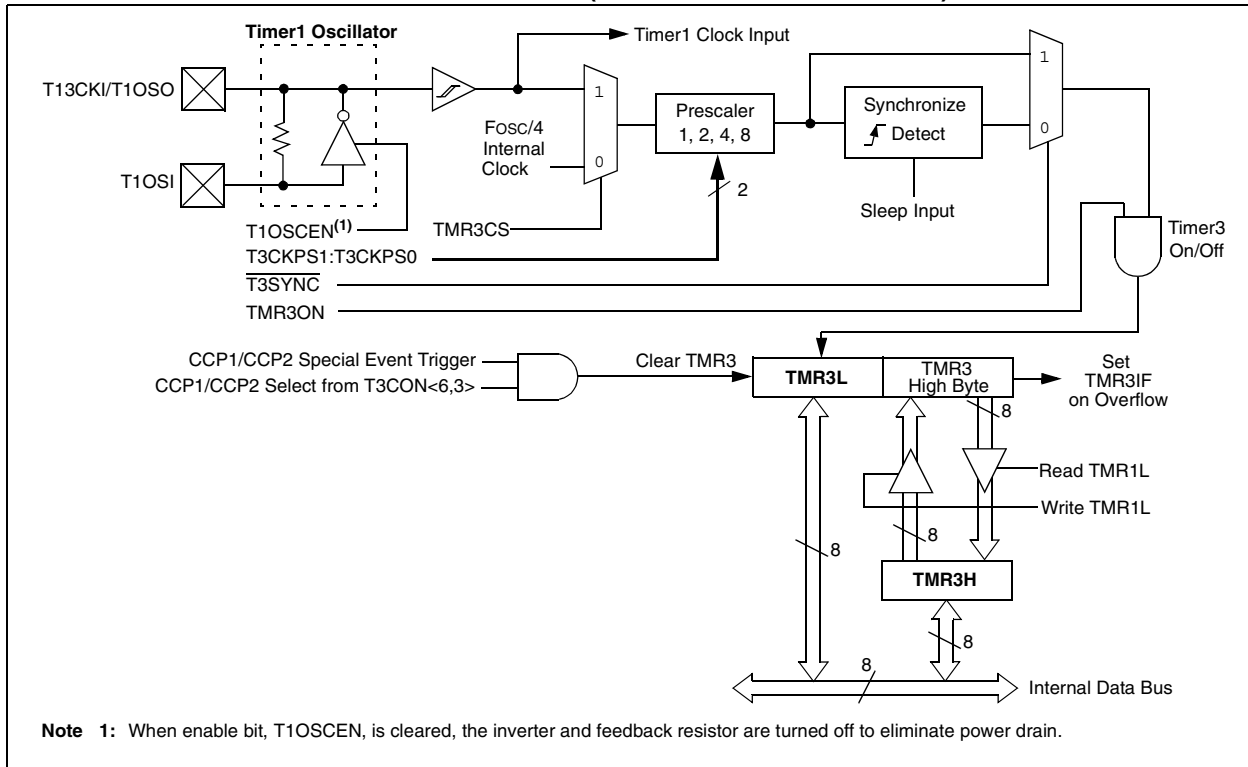 Timer1 Oscillator
Timer1 Clock Input
T13CKI/T1OSO
1
1
Prescaler
1, 2, 4, 8
Synchronize
Detect
FOSC/4
Internal
Clock
0
0
T1OSI
2
Sleep Input
T1OSCEN(1)
TMR3CS
Timer3
On/Off
T3CKPS1:T3CKPS0
T3SYNC
TMR3ON
CCP1/CCP2 Special Event Trigger
CCP1/CCP2 Select from T3CON<6,3>
Clear TMR3
TMR3L
TMR3
High Byte
Set
TMR3IF
on Overflow
8
Read TMR1L
Write TMR1L
8
8
TMR3H
8
8
Internal Data Bus
Note 1: When enable bit, T1OSCEN, is cleared, the inverter and feedback resistor are turned off to eliminate power drain.